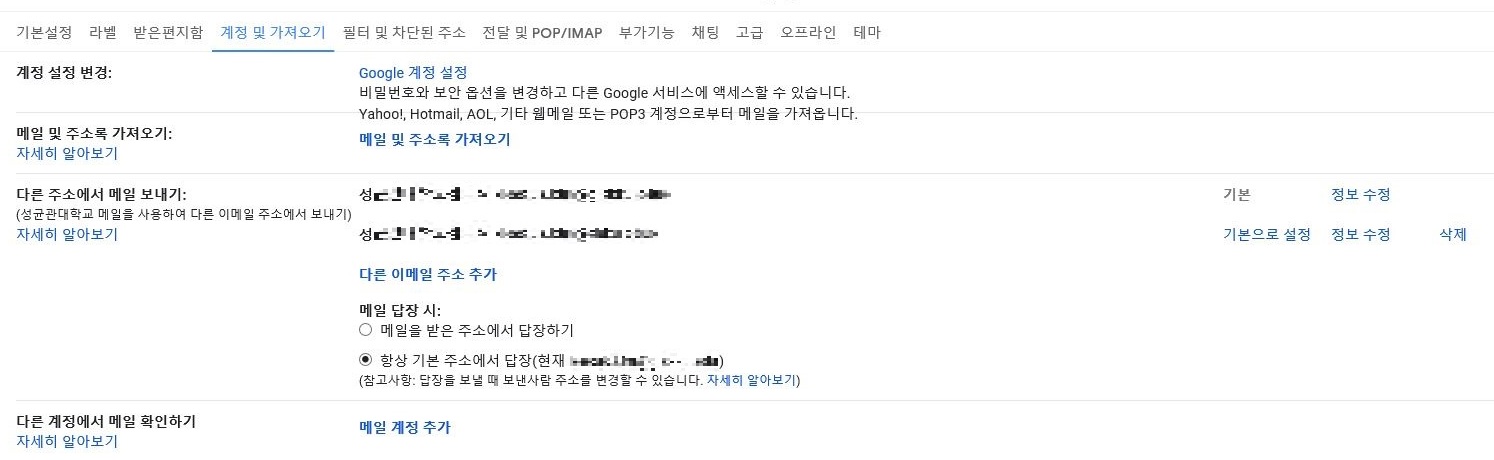 기본설정 라벨 받은편지함 계정 및 가져오기 필터 및 차단된 주소 전달 및 POP/IMAP 부가기능 채팅 고급 오프라인 테마
계정 설정 변경: Google 계정 설정
비밀번호와 보안 옵션을 변경하고 다른 Google 서비스에 액세스할 수 있습니다.
Yahoo!, Hotmail, AOL, 기타 웹메일 또는 POP3 계정으로부터 메일을 가져옵니다.
메일 및 주소록 가져오기: 메일 및 주소록 가져오기
자세히 알아보기
다른 주소에서 메일 보내기: 성 기본 정보 수정
(성균관대학교 메일을 사용하여 다른 이메일 주소에서 보내기)
자세히 알아보기 성 기본으로 설정 정보 수정 삭제
다른 이메일 주소 추가
메일 답장 시:
메일을 받은 주소에서 답장하기
항상 기본 주소에서 답장(현재 )
(참고사항: 답장을 보낼 때 보낸사람 주소를 변경할 수 있습니다. 자세히 알아보기)
다른 계정에서 메일 확인하기 메일 계정 추가
자세히 알아보기